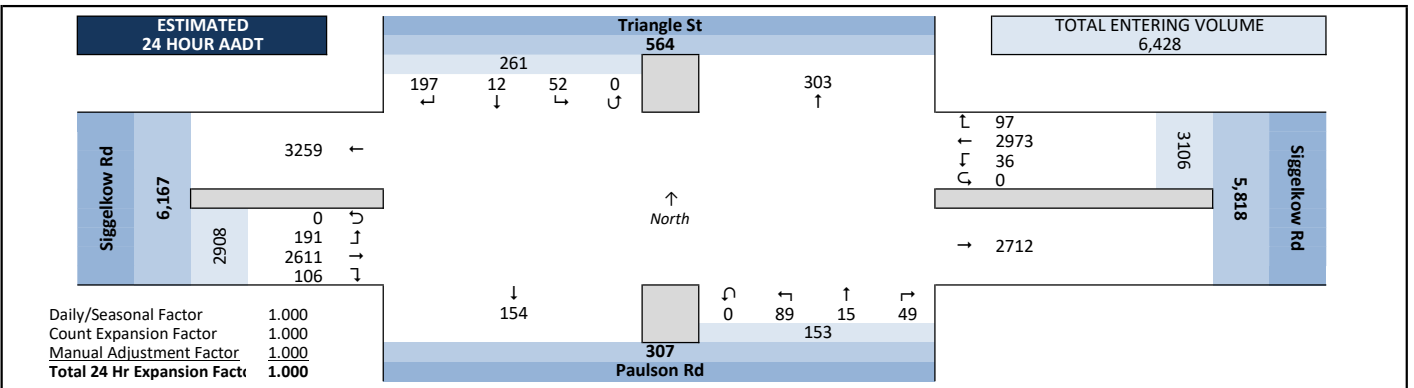 ESTIMATED
24 HOUR AADT
Triangle St
564
TOTAL ENTERING VOLUME
6,428
261
197 12 52 0
303
Siggelkow Rd
6,167
3259
0
191
2611
106
2908
North
97
2973
36
0
3106
5,818
Siggelkow Rd
2712
154
0 89 15 49
153
307
Paulson Rd
Daily/Seasonal Factor 1.000
Count Expansion Factor 1.000
Manual Adjustment Factor 1.000
Total 24 Hr Expansion Facto 1.000